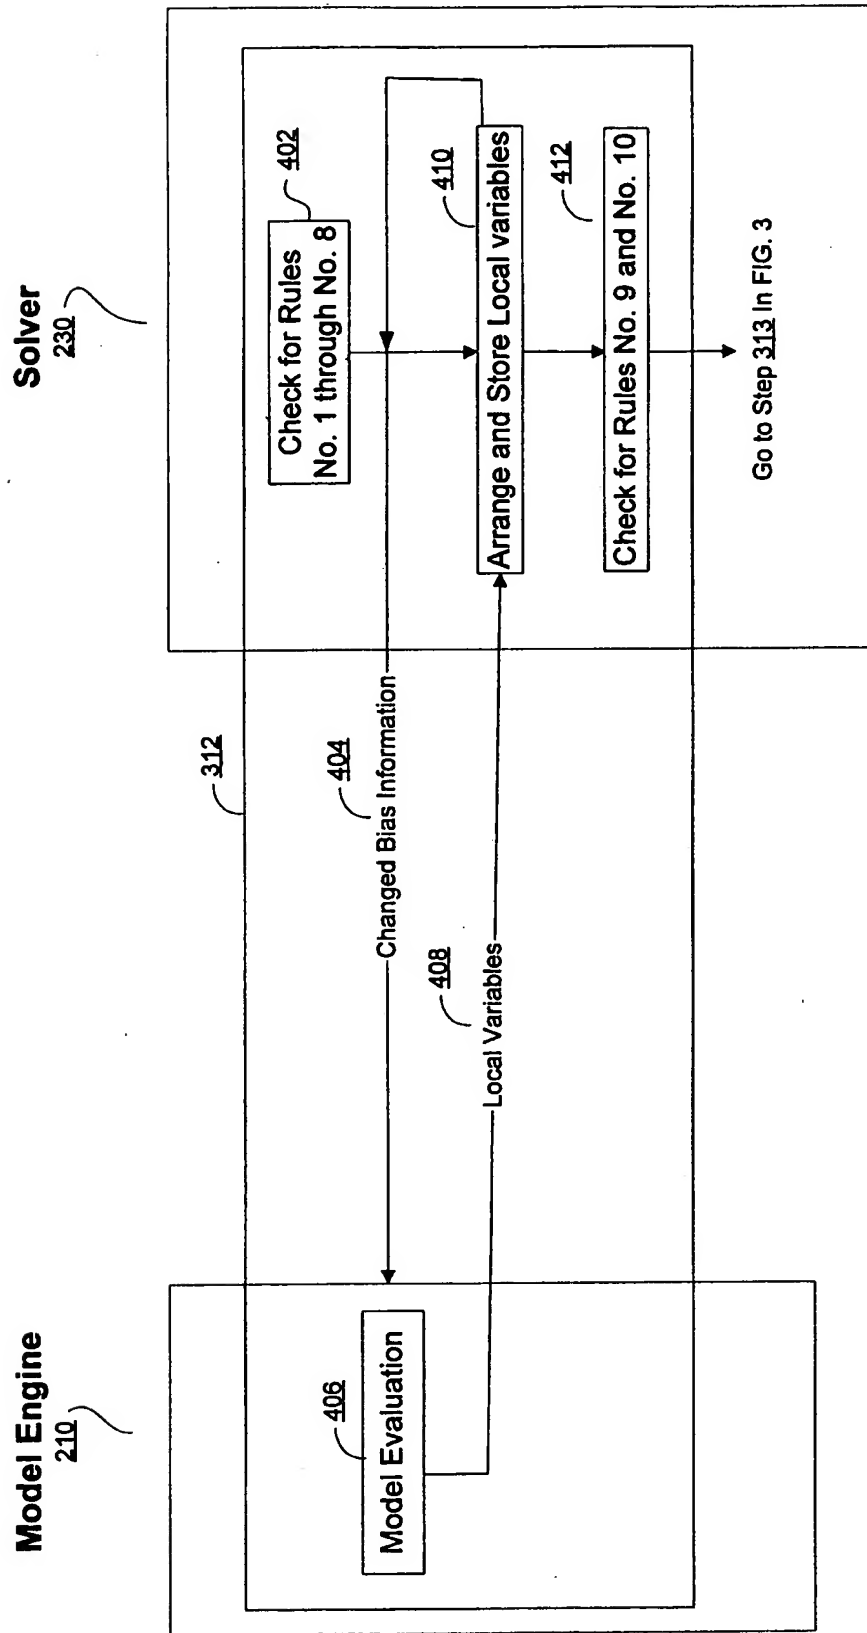 Model Engine
210
Solver
230
312
402
Check for Rules
No. 1 through No. 8
404
Changed Bias Information
406
Model Evaluation
408
Local Variables
410
Arrange and Store Local variables
412
Check for Rules No. 9 and No. 10
Go to Step 313 In FIG. 3